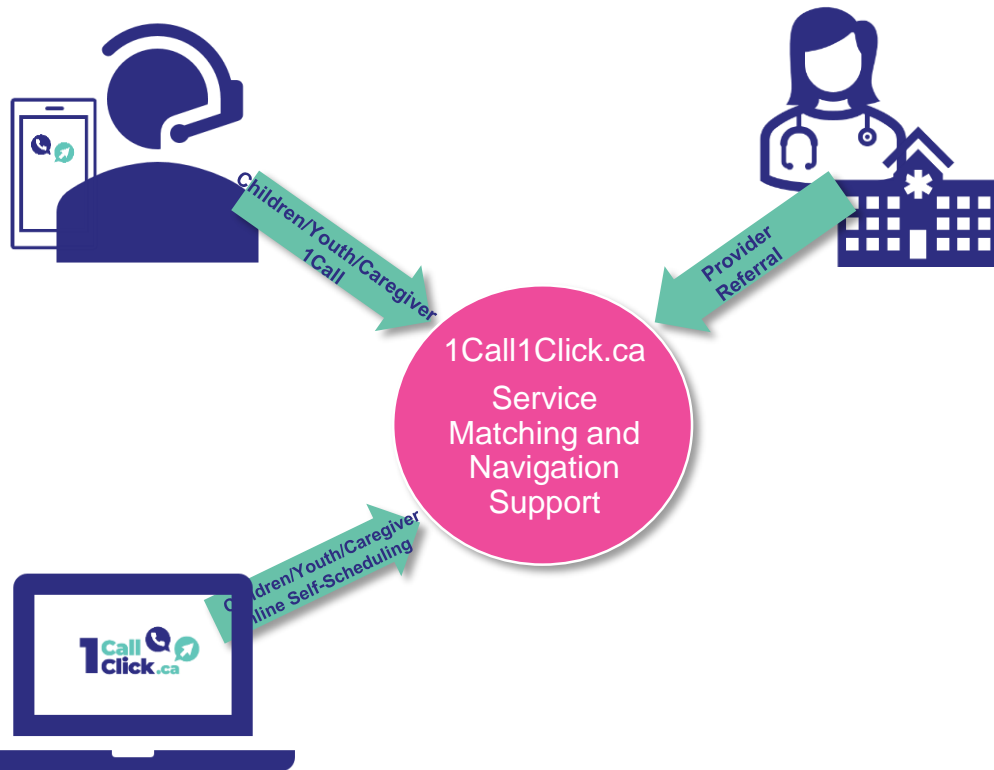 Children/Youth/Caregiver
1Call
Provider
Referral
1Call1Click.ca
Service
Matching and
Navigation
Support
Children/Youth/Caregiver
Online Self-Scheduling
1Call
Click.ca